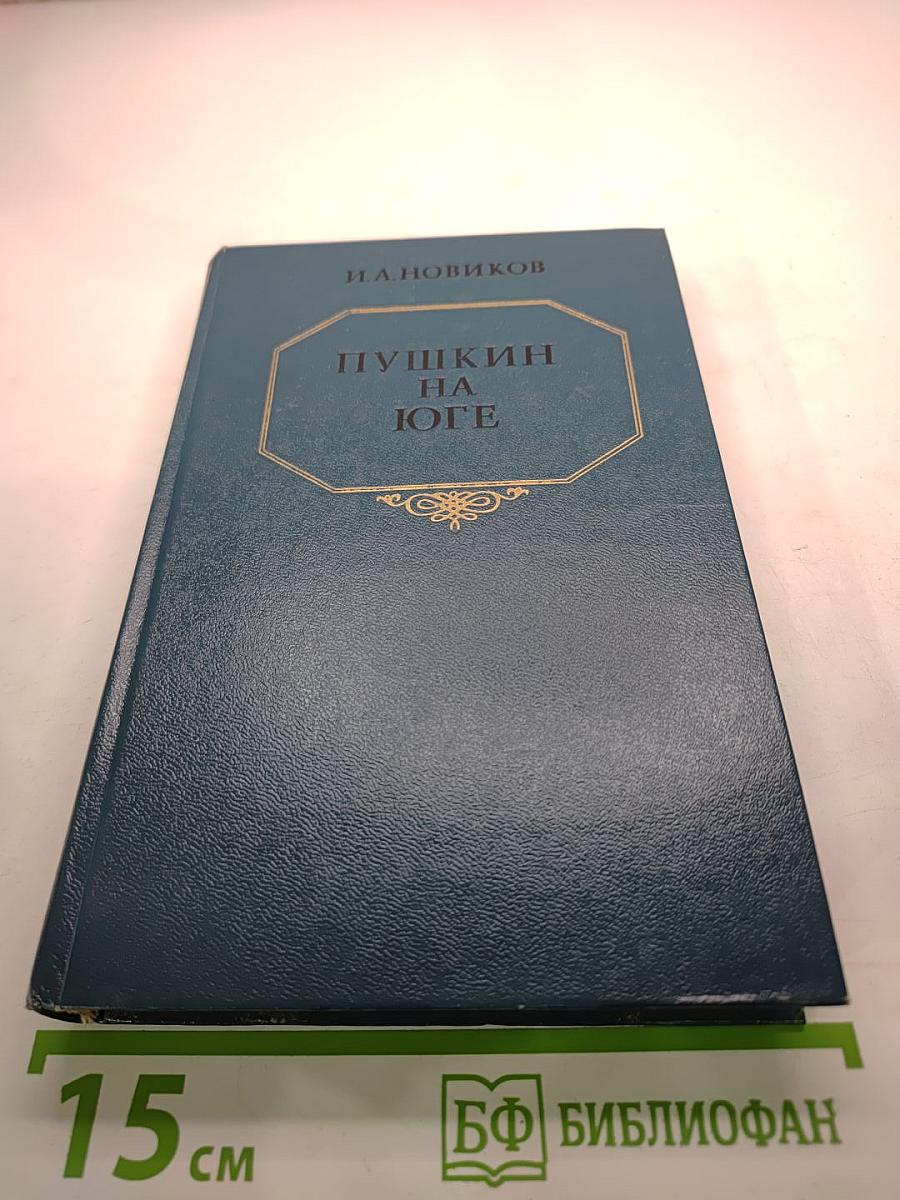 И.А.НОВИКОВ
ПУШКИН
НА
ЮГЕ
15 см
БФ БИБЛИОФАН